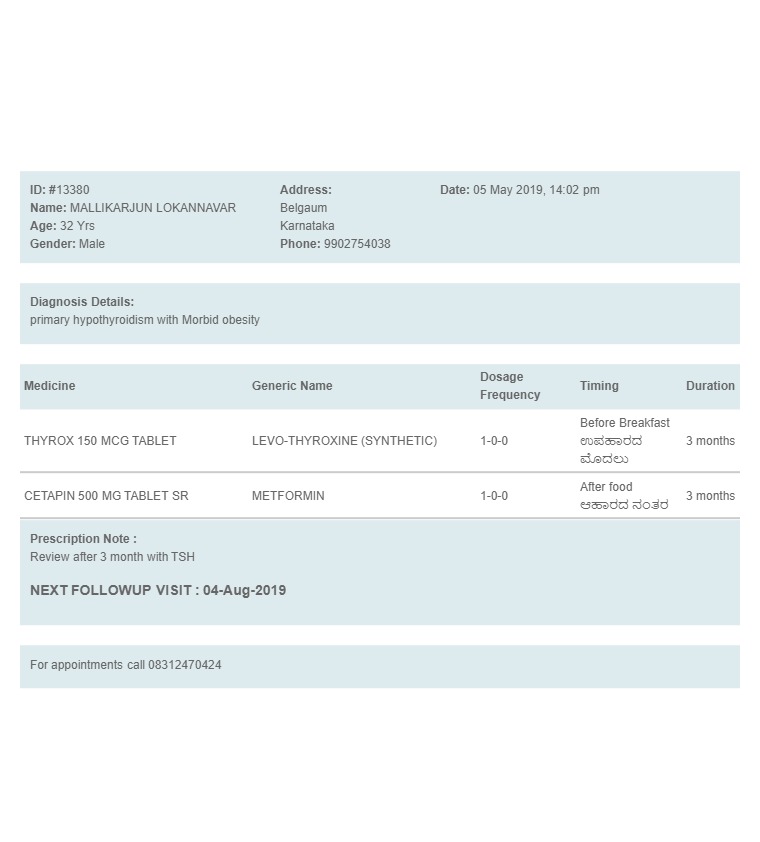 ID: #13380
Name: MALLIKARJUN LOKANNAVAR
Age: 32 Yrs
Gender: Male
Address:
Belgaum
Karnataka
Phone: 9902754038
Date: 05 May 2019, 14:02 pm
Diagnosis Details:
primary hypothyroidism with Morbid obesity
Medicine Generic Name Dosage Frequency Timing Duration
THYROX 150 MCG TABLET LEVO-THYROXINE (SYNTHETIC) 1-0-0 Before Breakfast ಉಪಹಾರದ ಮೊದಲು 3 months
CETAPIN 500 MG TABLET SR METFORMIN 1-0-0 After food ಆಹಾರದ ನಂತರ 3 months
Prescription Note :
Review after 3 month with TSH
NEXT FOLLOWUP VISIT : 04-Aug-2019
For appointments call 08312470424